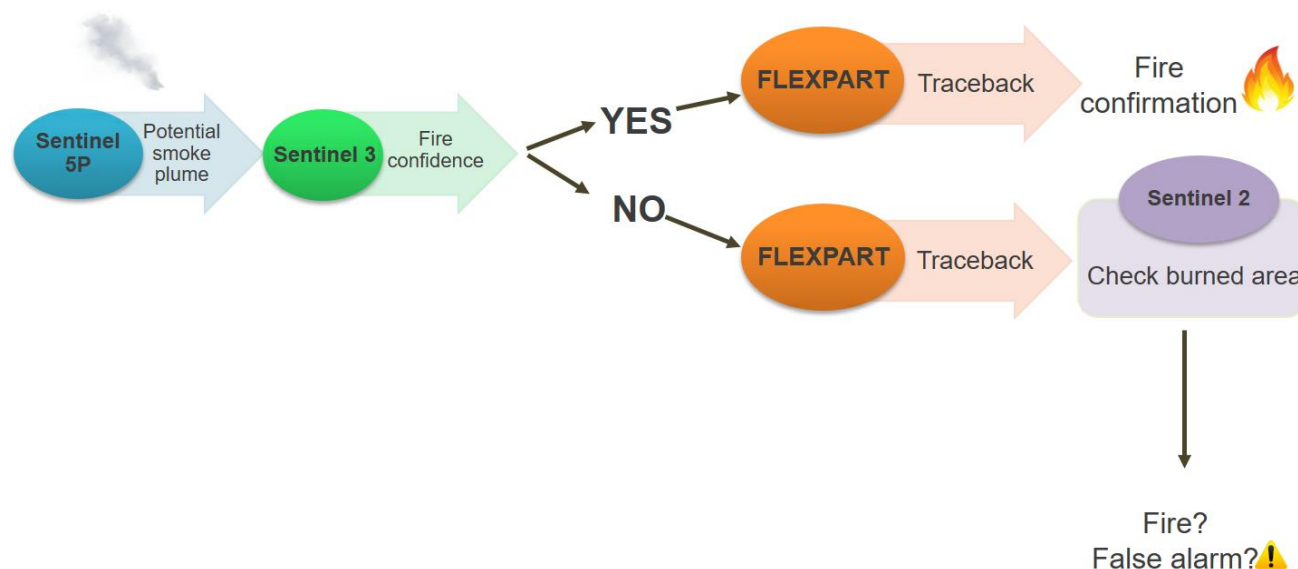 Sentinel
5P
Potential
smoke
plume
Sentinel 3
Fire
confidence
YES
FLEXPART
Traceback
Fire
confirmation
NO
FLEXPART
Traceback
Sentinel 2
Check burned area
Fire?
False alarm?